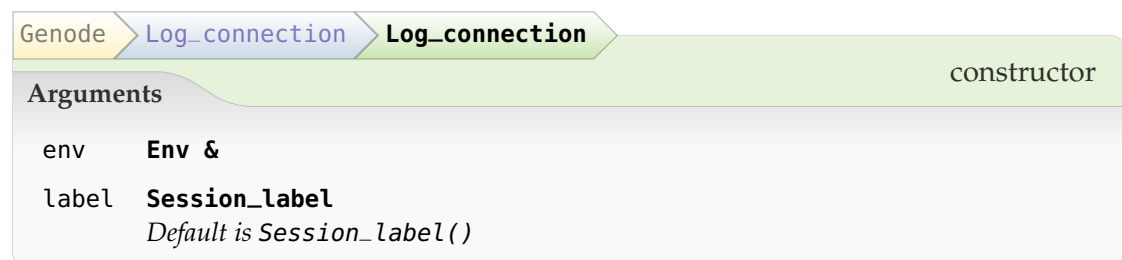 Genode Log_connection Log_connection
constructor
Arguments
env Env &
label Session_label
Default is Session_label()